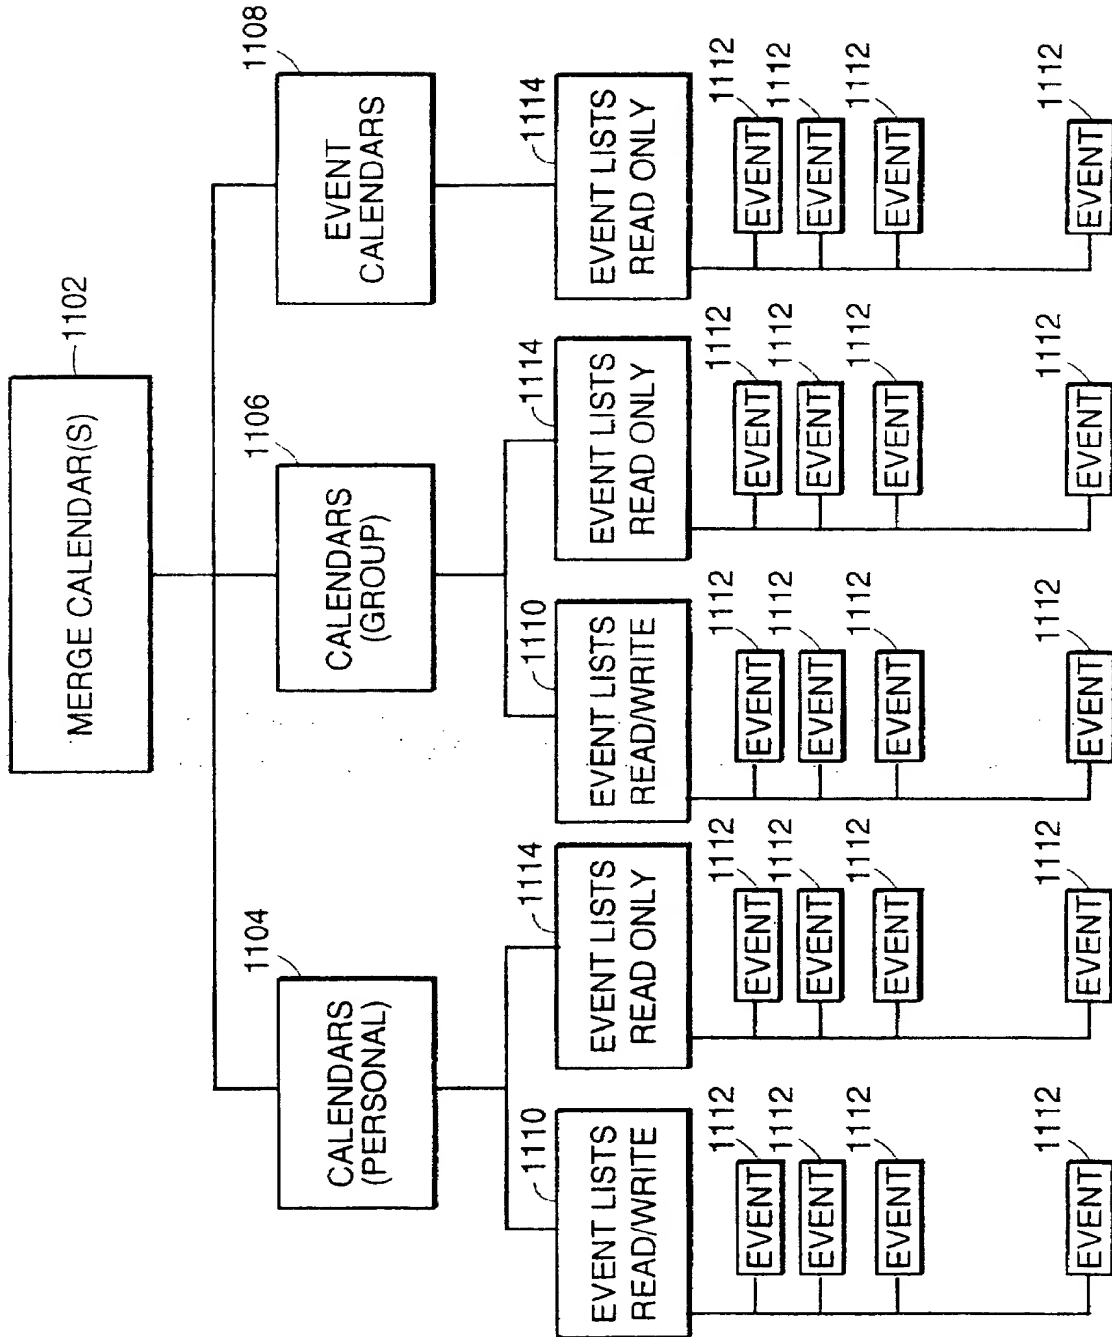 MERGE CALENDAR(S)
1102
CALENDARS
(PERSONAL)
1104
CALENDARS
(GROUP)
1106
EVENT
CALENDARS
1108
EVENT LISTS
READ/WRITE
1110
EVENT LISTS
READ ONLY
1114
EVENT LISTS
READ/WRITE
1110
EVENT LISTS
READ ONLY
1114
EVENT LISTS
READ ONLY
1114
EVENT
1112
EVENT
1112
EVENT
1112
EVENT
1112
EVENT
1112
EVENT
1112
EVENT
1112
EVENT
1112
EVENT
1112
EVENT
1112
EVENT
1112
EVENT
1112
EVENT
1112
EVENT
1112
EVENT
1112
EVENT
1112
EVENT
1112
EVENT
1112
EVENT
1112
EVENT
1112